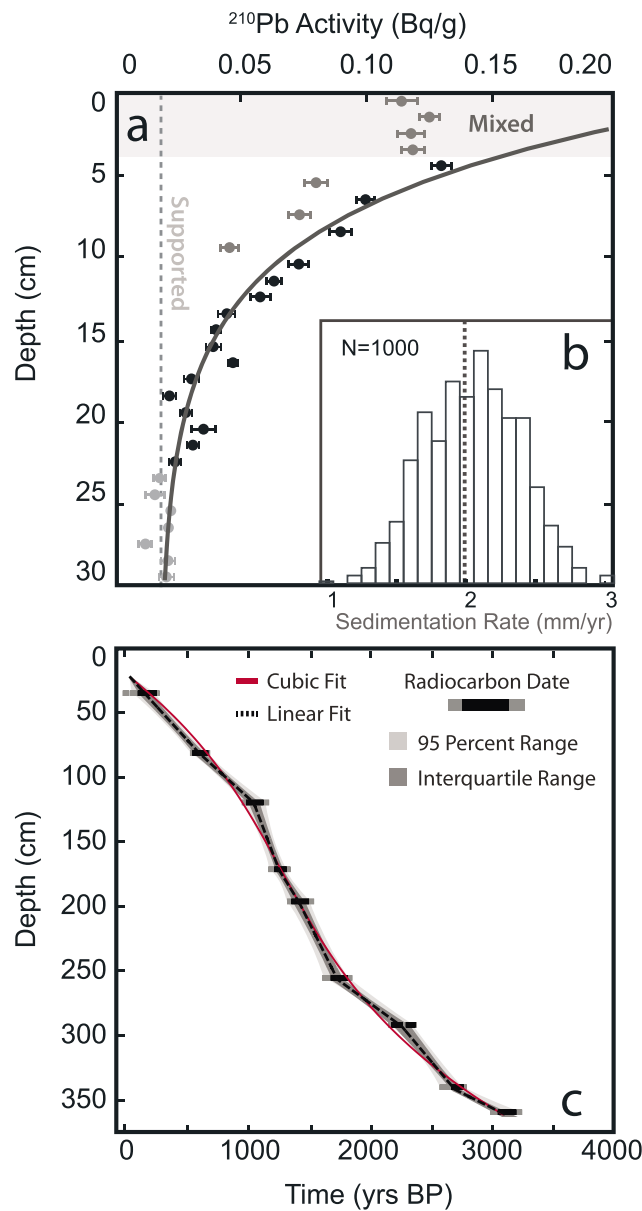 ²¹⁰Pb Activity (Bq/g)
0 0.05 0.10 0.15 0.20
0
5
10
15
20
25
30
Depth (cm)
a
Mixed
Supported
N=1000
b
1 2 3
Sedimentation Rate (mm/yr)
0
50
100
150
200
250
300
350
Depth (cm)
Cubic Fit
Linear Fit
Radiocarbon Date
95 Percent Range
Interquartile Range
c
0 1000 2000 3000 4000
Time (yrs BP)